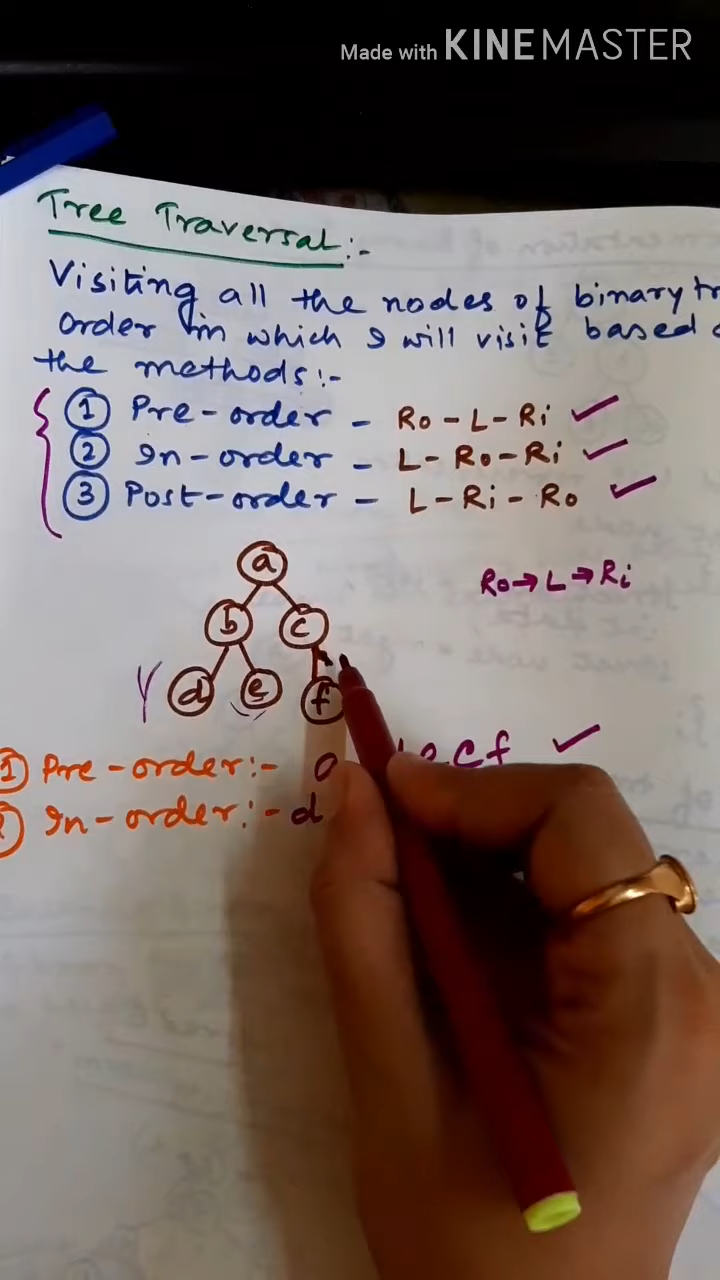 Made with KINEMASTER
Tree Traversal:-
Visiting all the nodes of binary
order in which I will visit based
the methods:-
① Pre-order - Ro-L-Ri ✓
② In-order - L-Ro-Ri ✓
③ Post-order - L-Ri-Ro ✓
a
Ro→L→Ri
b c
d e f
① Pre-order:- a ecf ✓
In-order:- d